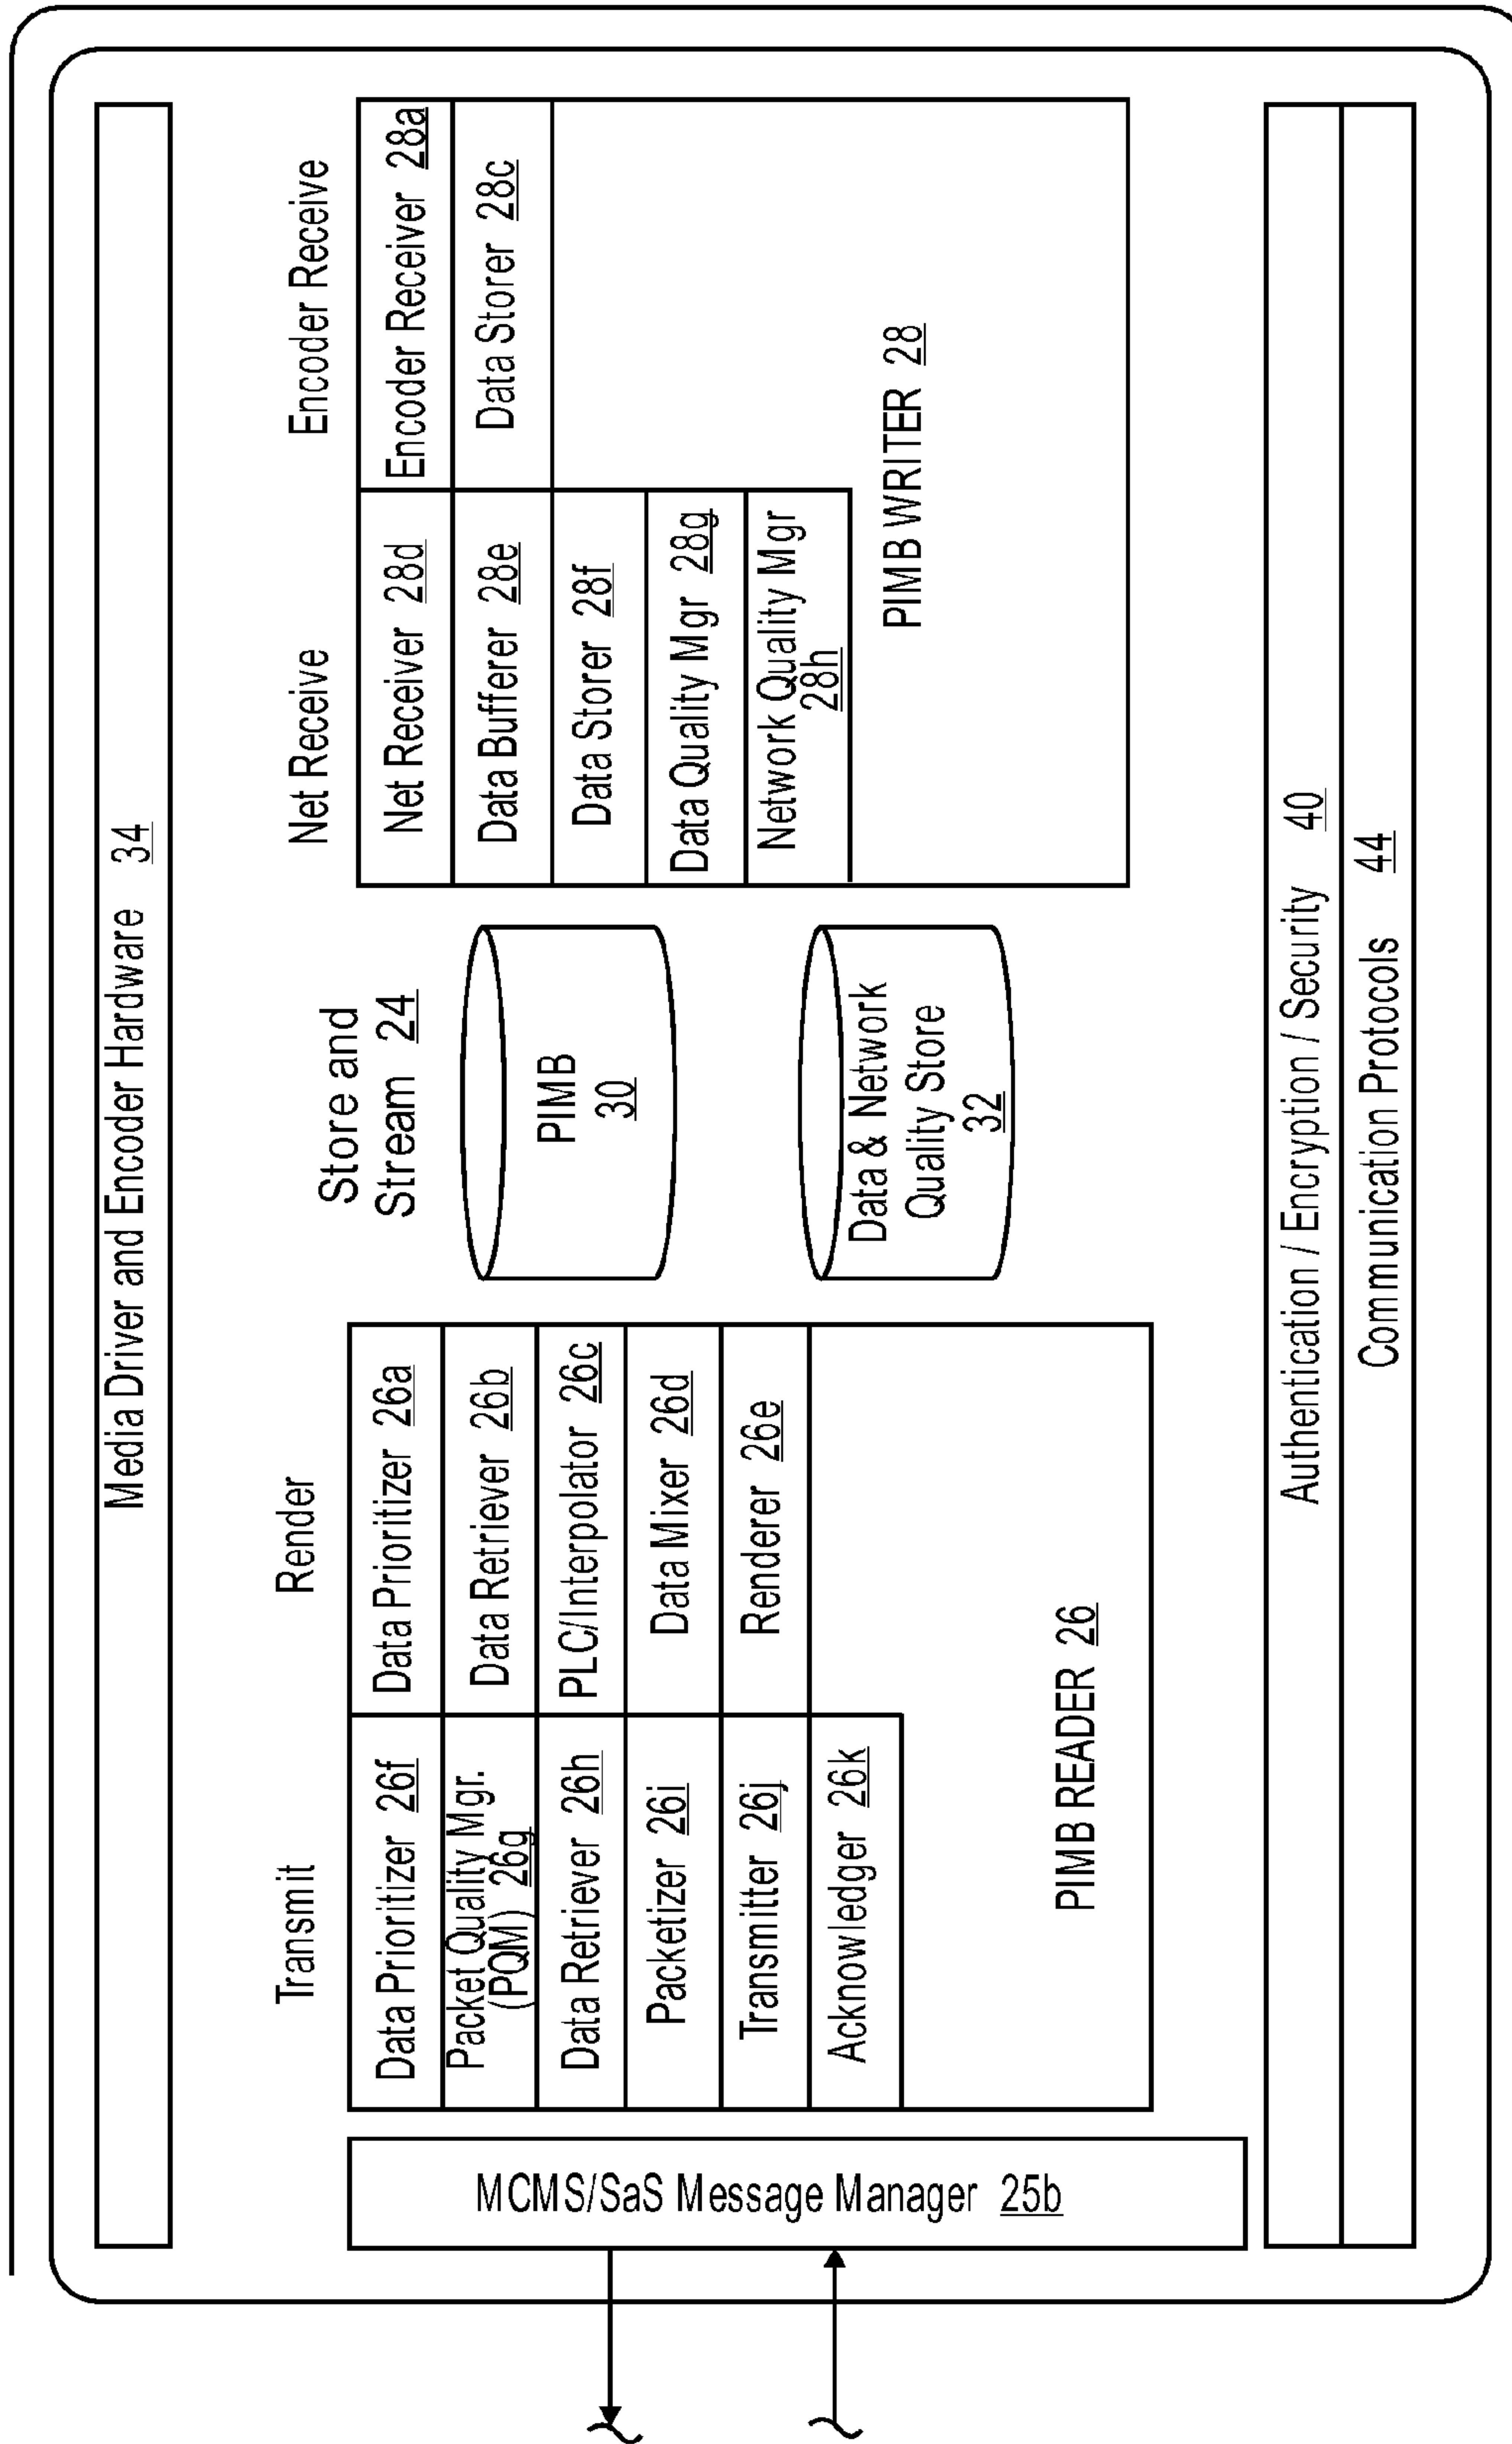 Media Driver and Encoder Hardware 34
MCMS/SaS Message Manager 25b
Transmit
Data Prioritizer 26f
Packet Quality Mgr.
(PQM) 26g
Data Retriever 26h
Packetizer 26i
Transmitter 26j
Acknowledger 26k
Render
Data Prioritizer 26a
Data Retriever 26b
PLC/Interpolator 26c
Data Mixer 26d
Renderer 26e
PIMB READER 26
Store and
Stream 24
PIMB
30
Data & Network
Quality Store
32
Net Receive
Net Receiver 28d
Data Bufferer 28e
Data Storer 28f
Data Quality Mgr 28g
Network Quality Mgr
28h
Encoder Receive
Encoder Receiver 28a
Data Storer 28c
PIMB WRITER 28
Authentication / Encryption / Security 40
Communication Protocols 44